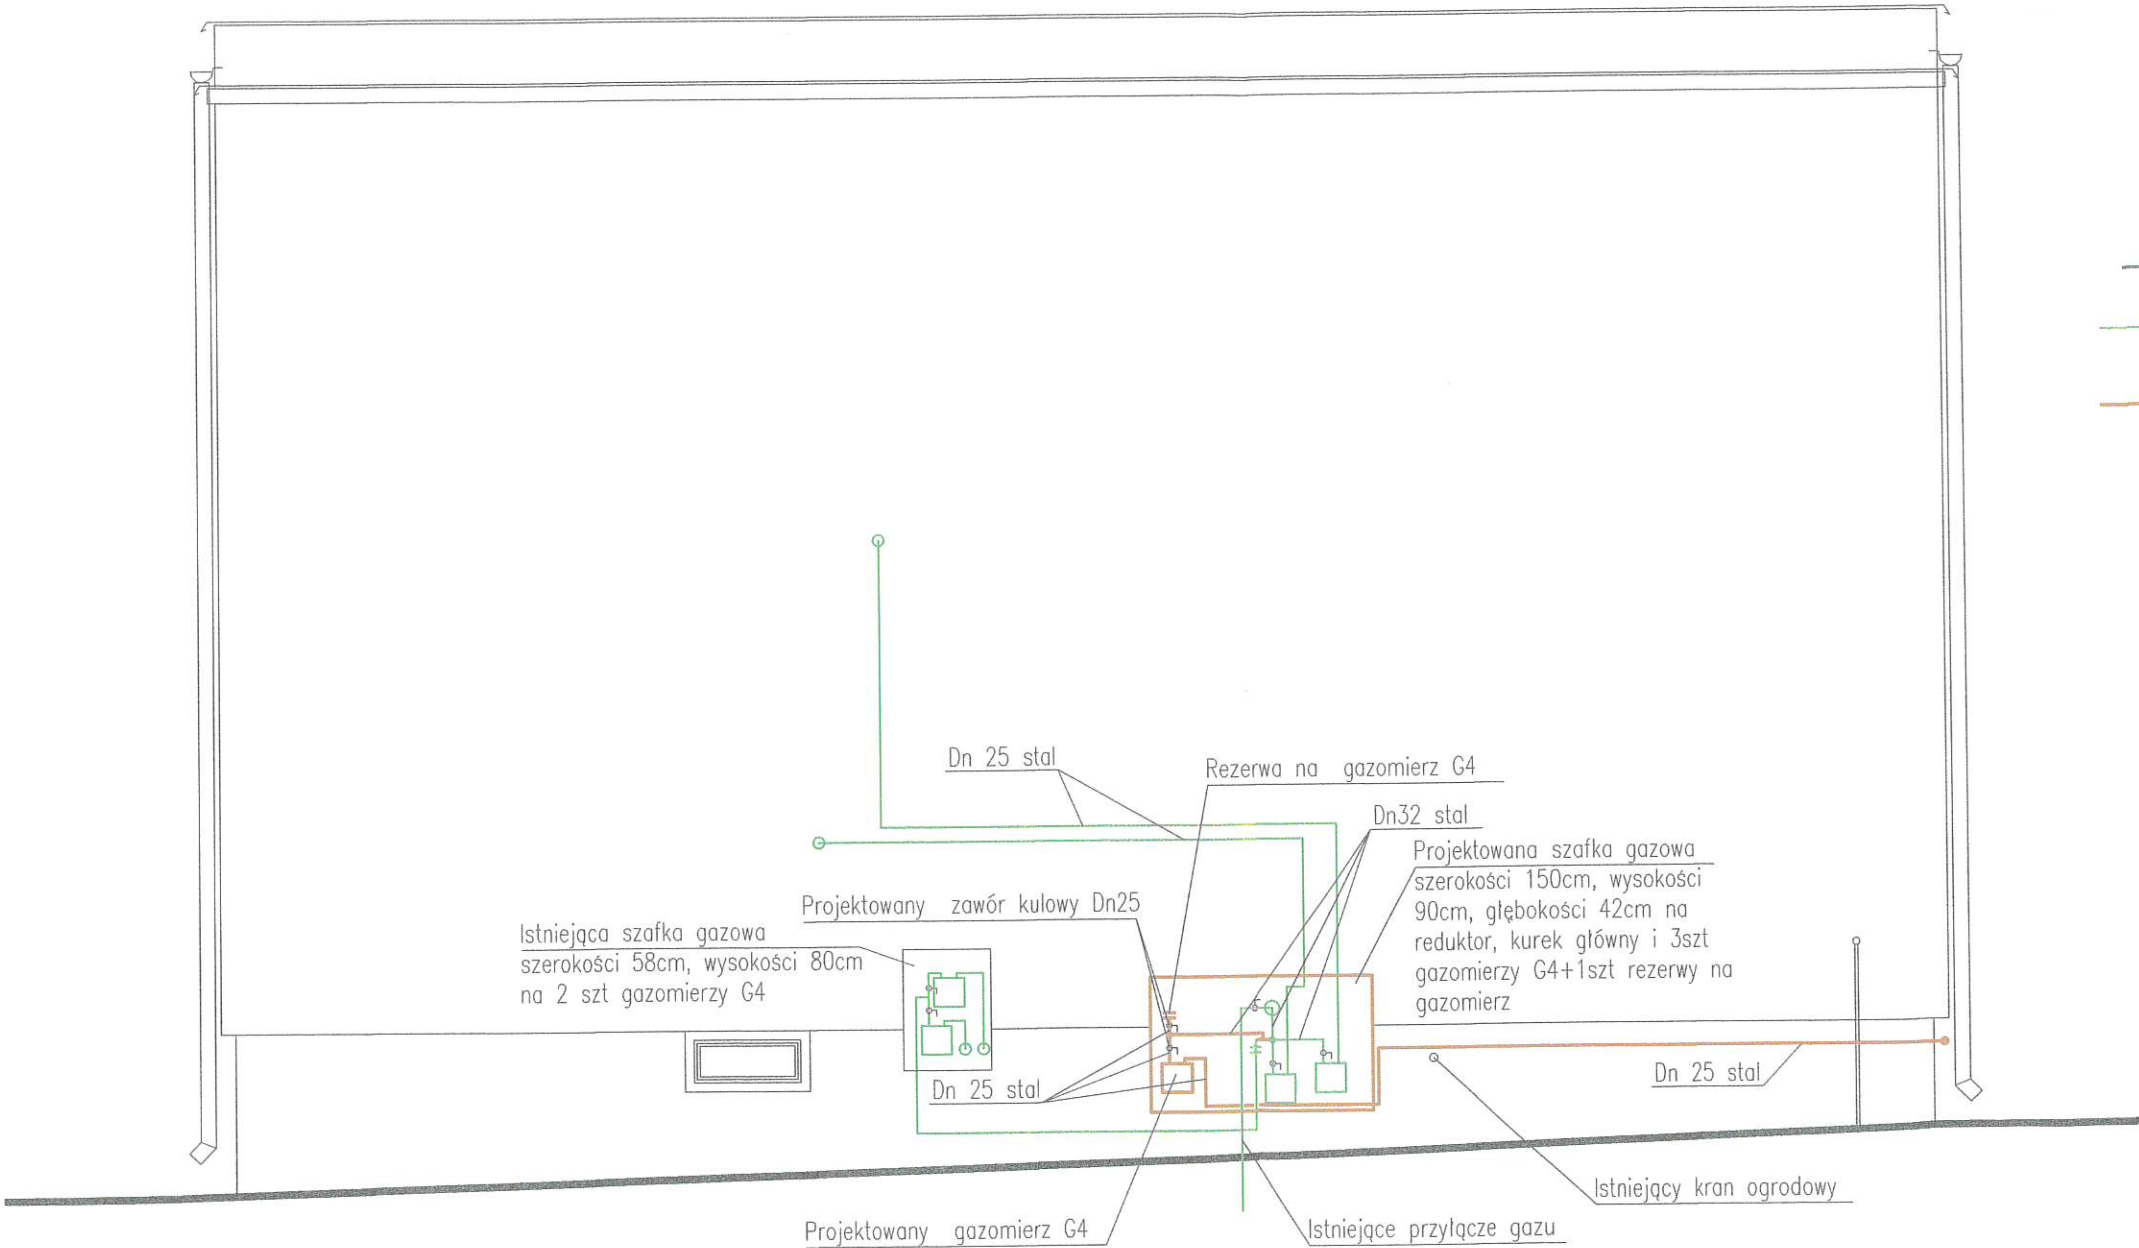 Dn 25 stal
Rezerwa na gazomierz G4
Dn32 stal
Projektowana szafka gazowa
szerokości 150cm, wysokości
90cm, głębokości 42cm na
reduktor, kurek główny i 3szt
gazomierzy G4+1szt rezerwy na
gazomierz
Projektowany zawór kulowy Dn25
Istniejąca szafka gazowa
szerokości 58cm, wysokości 80cm
na 2 szt gazomierzy G4
Dn 25 stal
Dn 25 stal
Istniejący kran ogrodowy
Projektowany gazomierz G4
Istniejące przyłącze gazu